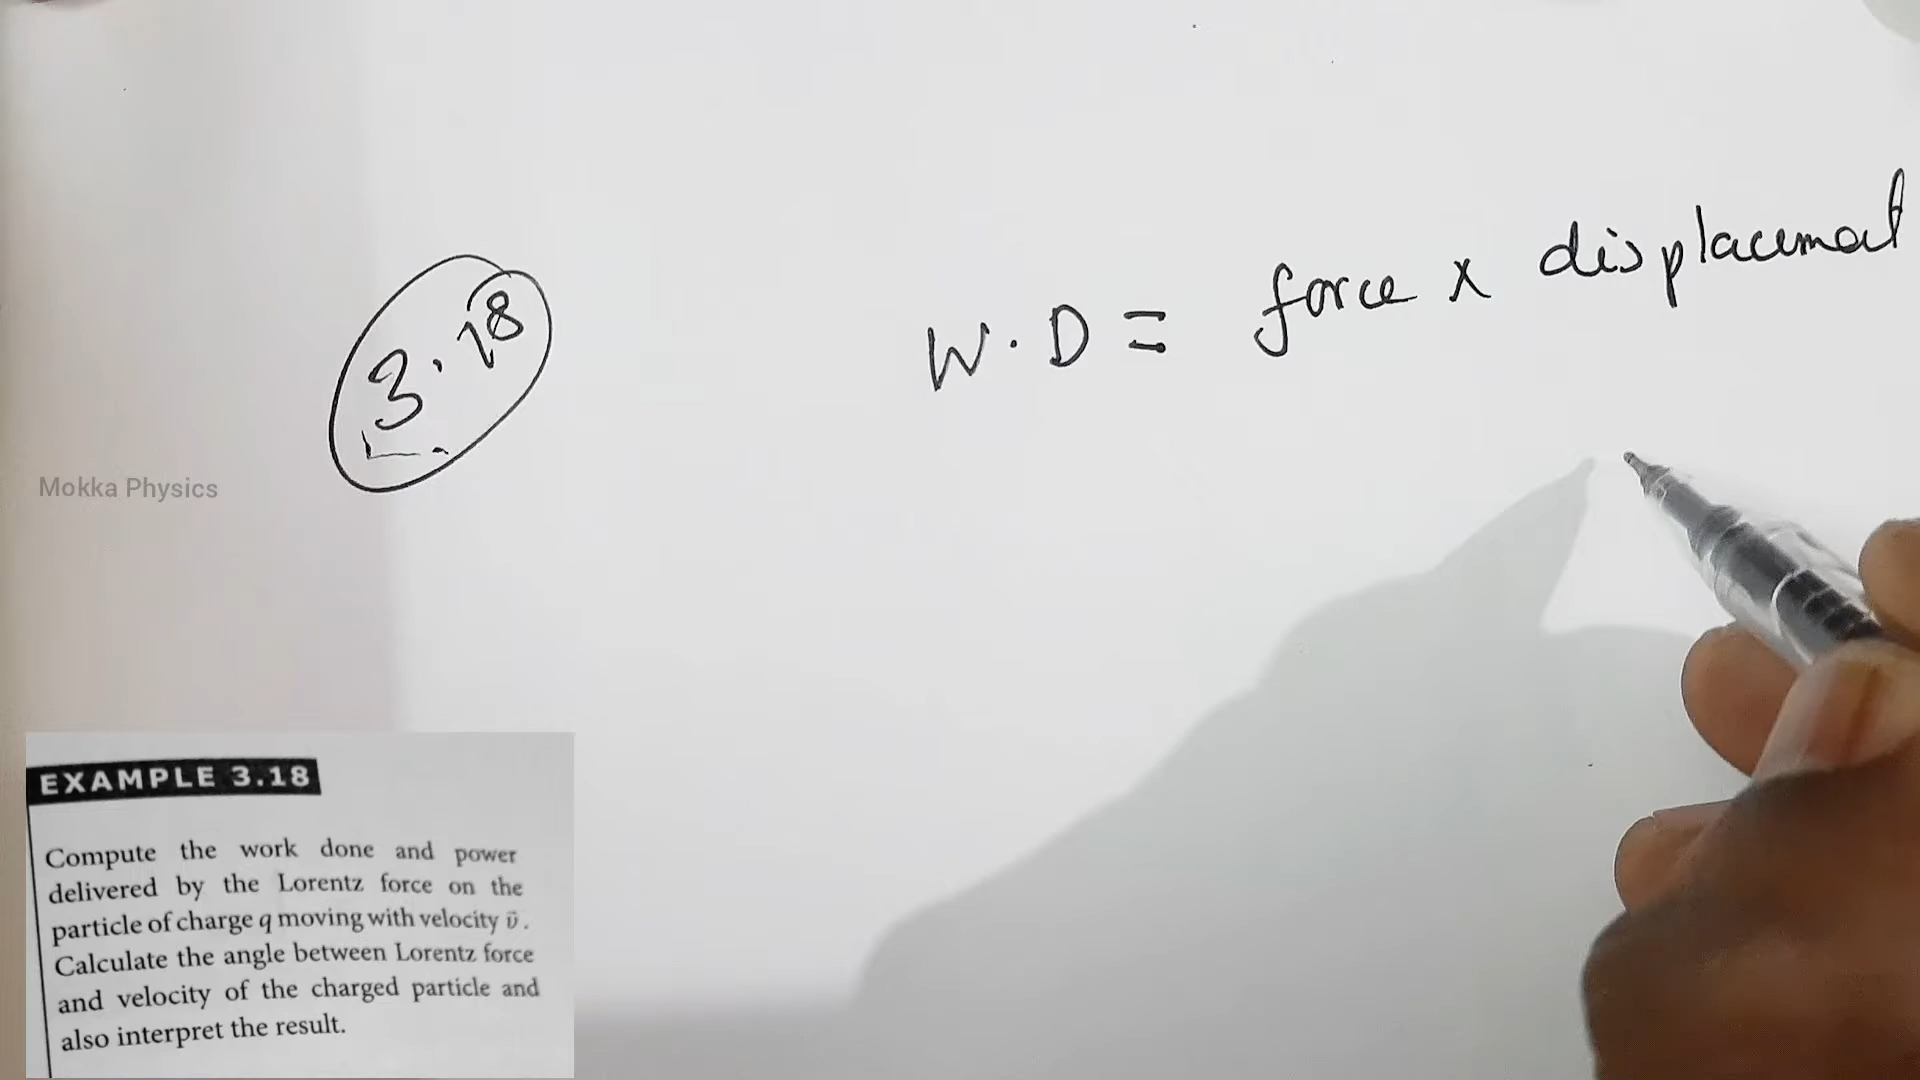 3.18
W.D = force x displacement
Mokka Physics
EXAMPLE 3.18
Compute the work done and power
delivered by the Lorentz force on the
particle of charge q moving with velocity v⃗.
Calculate the angle between Lorentz force
and velocity of the charged particle and
also interpret the result.